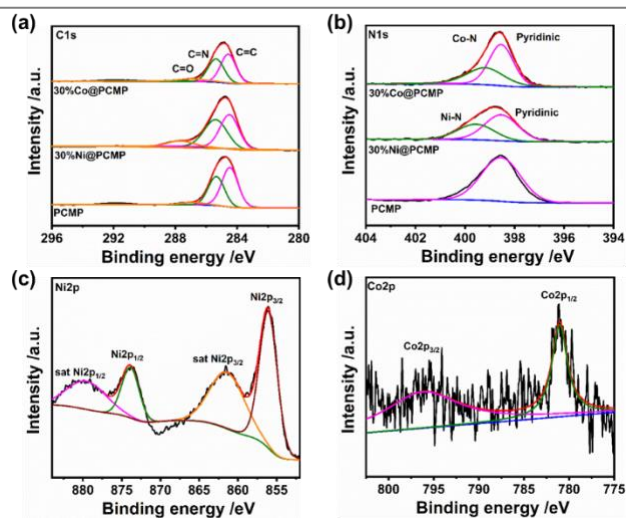 (a)
C1s
C=N
C=C
C=O
30%Co@PCMP
30%Ni@PCMP
PCMP
Intensity /a.u.
296 292 288 284 280
Binding energy /eV
(b)
N1s
Co-N
Pyridinic
30%Co@PCMP
Ni-N
Pyridinic
30%Ni@PCMP
PCMP
Intensity /a.u.
404 402 400 398 396 394
Binding energy /eV
(c)
Ni2p
Ni2p3/2
sat Ni2p1/2
Ni2p1/2
sat Ni2p3/2
Intensity /a.u.
880 875 870 865 860 855
Binding energy /eV
(d)
Co2p
Co2p1/2
Co2p3/2
Intensity /a.u.
800 795 790 785 780 775
Binding energy /eV